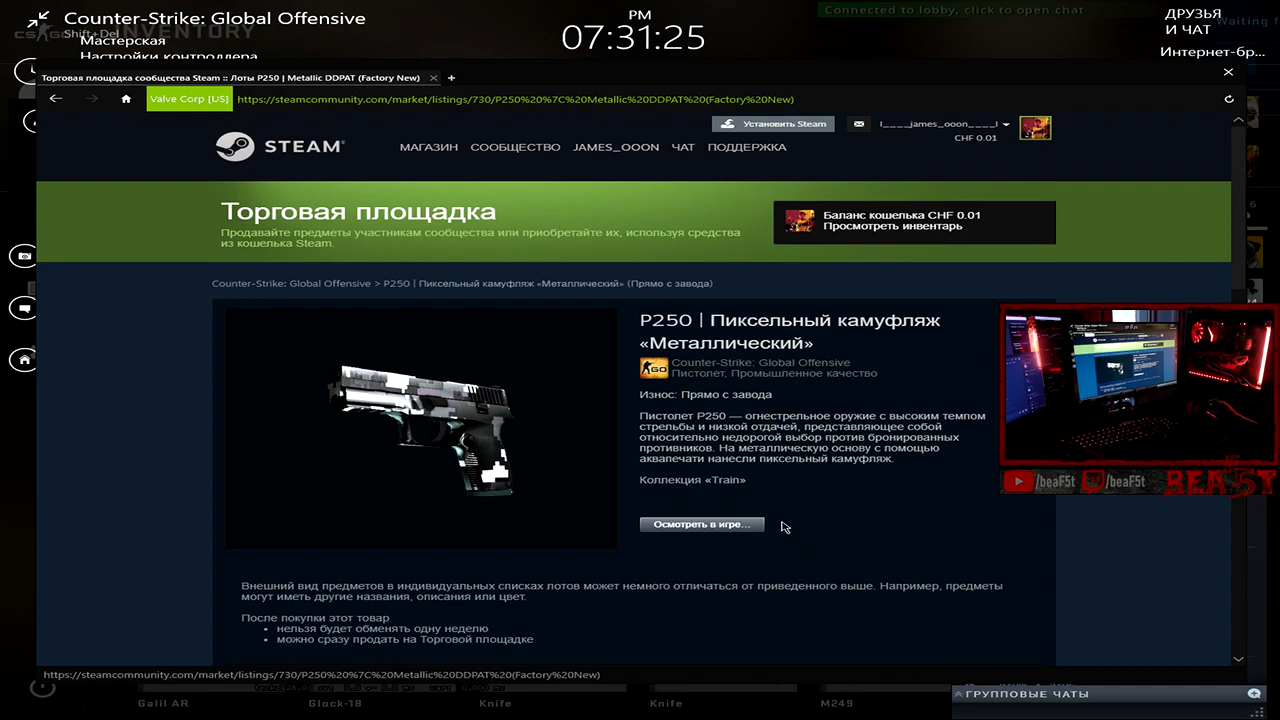 Counter-Strike: Global Offensive
Shift+Del
INVENTORY
Мастерская
Настройки контроллера
PM
07:31:25
Connected to lobby, click to open chat
ДРУЗЬЯ
И ЧАТ
Waiting f
Интернет-бр...
Торговая площадка сообщества Steam :: Лоты P250 | Metallic DDPAT (Factory New)
Valve Corp [US]
https://steamcommunity.com/market/listings/730/P250%20%7C%20Metallic%20DDPAT%20(Factory%20New)
Установить Steam
l____james_ooon____l
CHF 0.01
STEAM
МАГАЗИН СООБЩЕСТВО JAMES_OOON ЧАТ ПОДДЕРЖКА
Торговая площадка
Продавайте предметы участникам сообщества или приобретайте их, используя средства
из кошелька Steam.
Баланс кошелька CHF 0.01
Просмотреть инвентарь
Counter-Strike: Global Offensive > P250 | Пиксельный камуфляж «Металлический» (Прямо с завода)
P250 | Пиксельный камуфляж
«Металлический»
GO
Counter-Strike: Global Offensive
Пистолет, Промышленное качество
Износ: Прямо с завода
Пистолет P250 — огнестрельное оружие с высоким темпом
стрельбы и низкой отдачей, представляющее собой
относительно недорогой выбор против бронированных
противников. На металлическую основу с помощью
аквапечати нанесли пиксельный камуфляж.
Коллекция «Train»
Осмотреть в игре...
/beaF5t
/beaF5t
BEA
5T
Внешний вид предметов в индивидуальных списках лотов может немного отличаться от приведенного выше. Например, предметы
могут иметь другие названия, описания или цвет.
После покупки этот товар
• нельзя будет обменять одну неделю
• можно сразу продать на Торговой площадке
https://steamcommunity.com/market/listings/730/P250%20%7C%20Metallic%20DDPAT%20(Factory%20New)
Galil AR
Glock-18
Knife
Knife
M249
ГРУППОВЫЕ ЧАТЫ